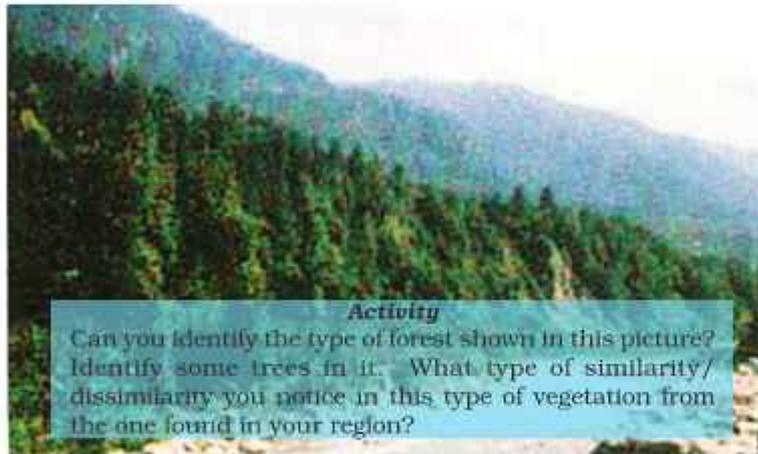 Activity
Can you identify the type of forest shown in this picture?
Identify some trees in it. What type of similarity/
dissimilarity you notice in this type of vegetation from
the one found in your region?